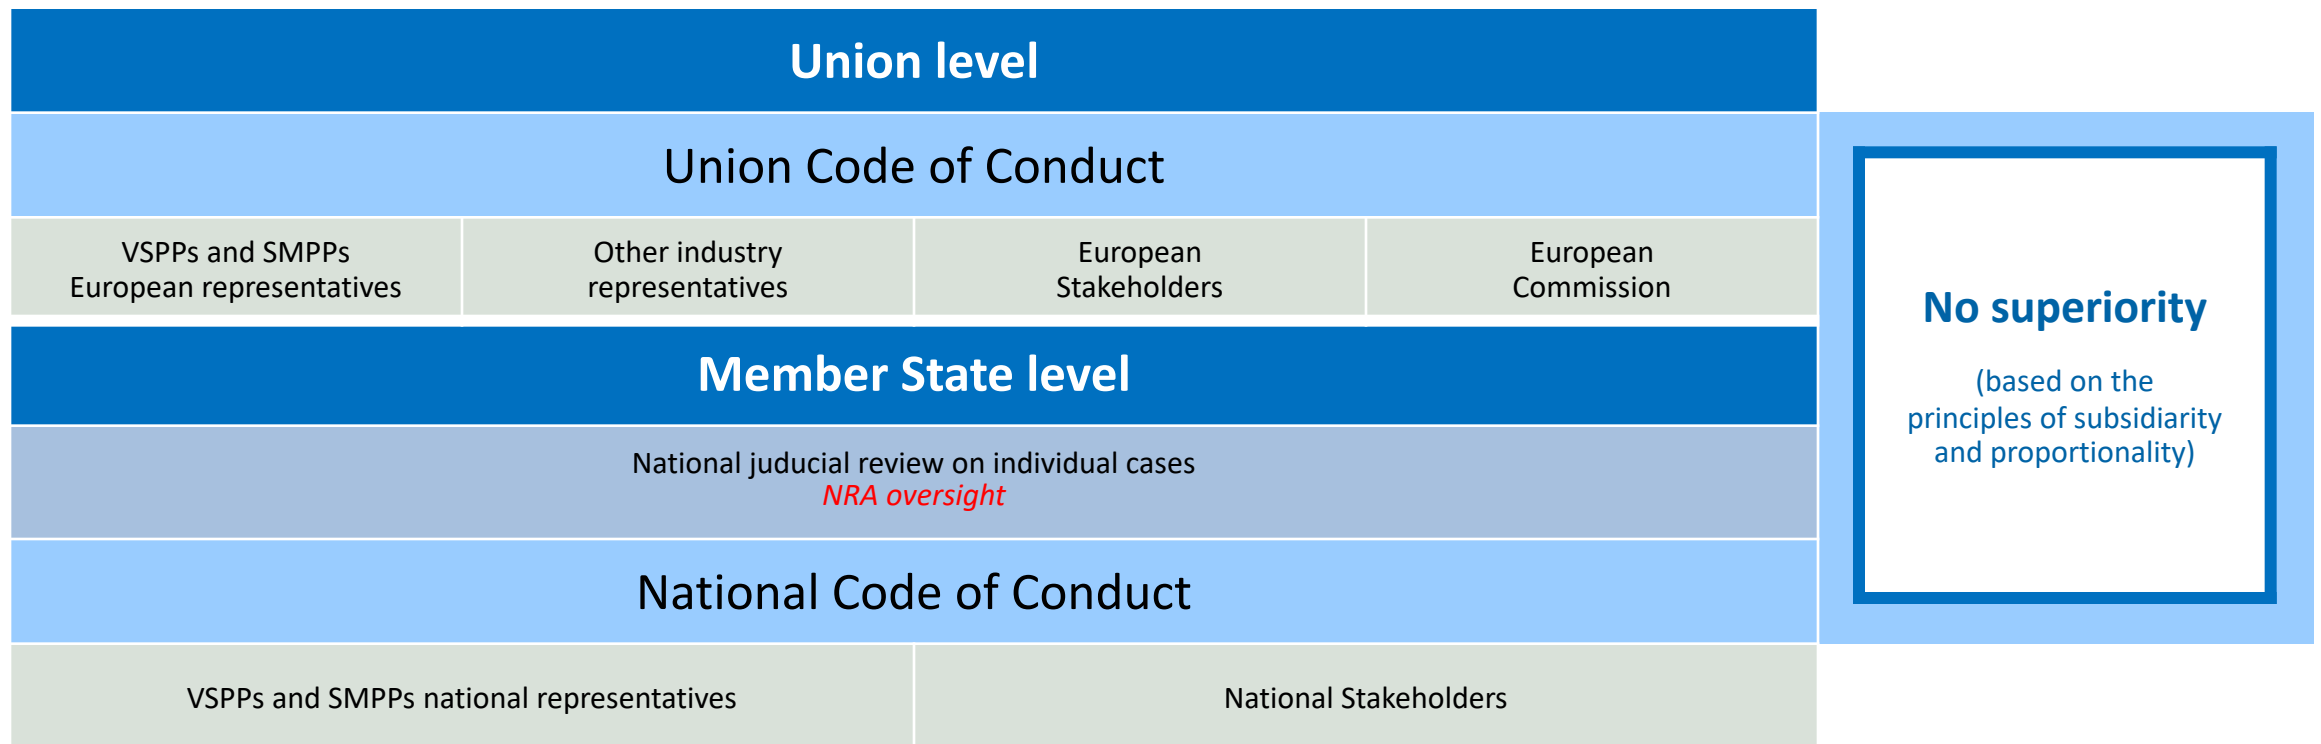 Union level
Union Code of Conduct
VSPPs and SMPPs
European representatives
Other industry
representatives
European
Stakeholders
European
Commission
Member State level
National juducial review on individual cases
NRA oversight
National Code of Conduct
VSPPs and SMPPs national representatives
National Stakeholders
No superiority
(based on the
principles of subsidiarity
and proportionality)